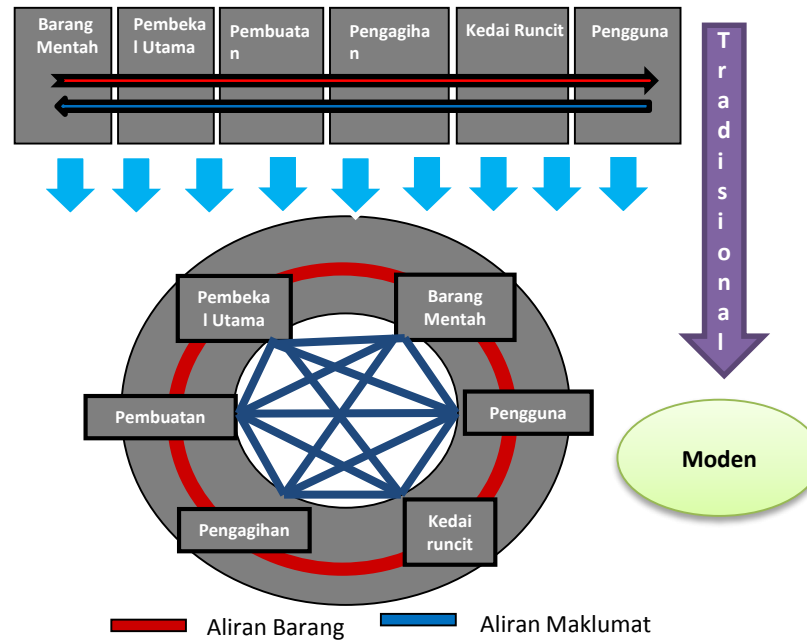 Barang
Mentah
Pembeka
l Utama
Pembuata
n
Pengagiha
n
Kedai Runcit
Pengguna
T
r
a
d
i
s
i
o
n
a
l
Pembeka
l Utama
Barang
Mentah
Pembuatan
Pengguna
Moden
Pengagihan
Kedai
runcit
Aliran Barang
Aliran Maklumat